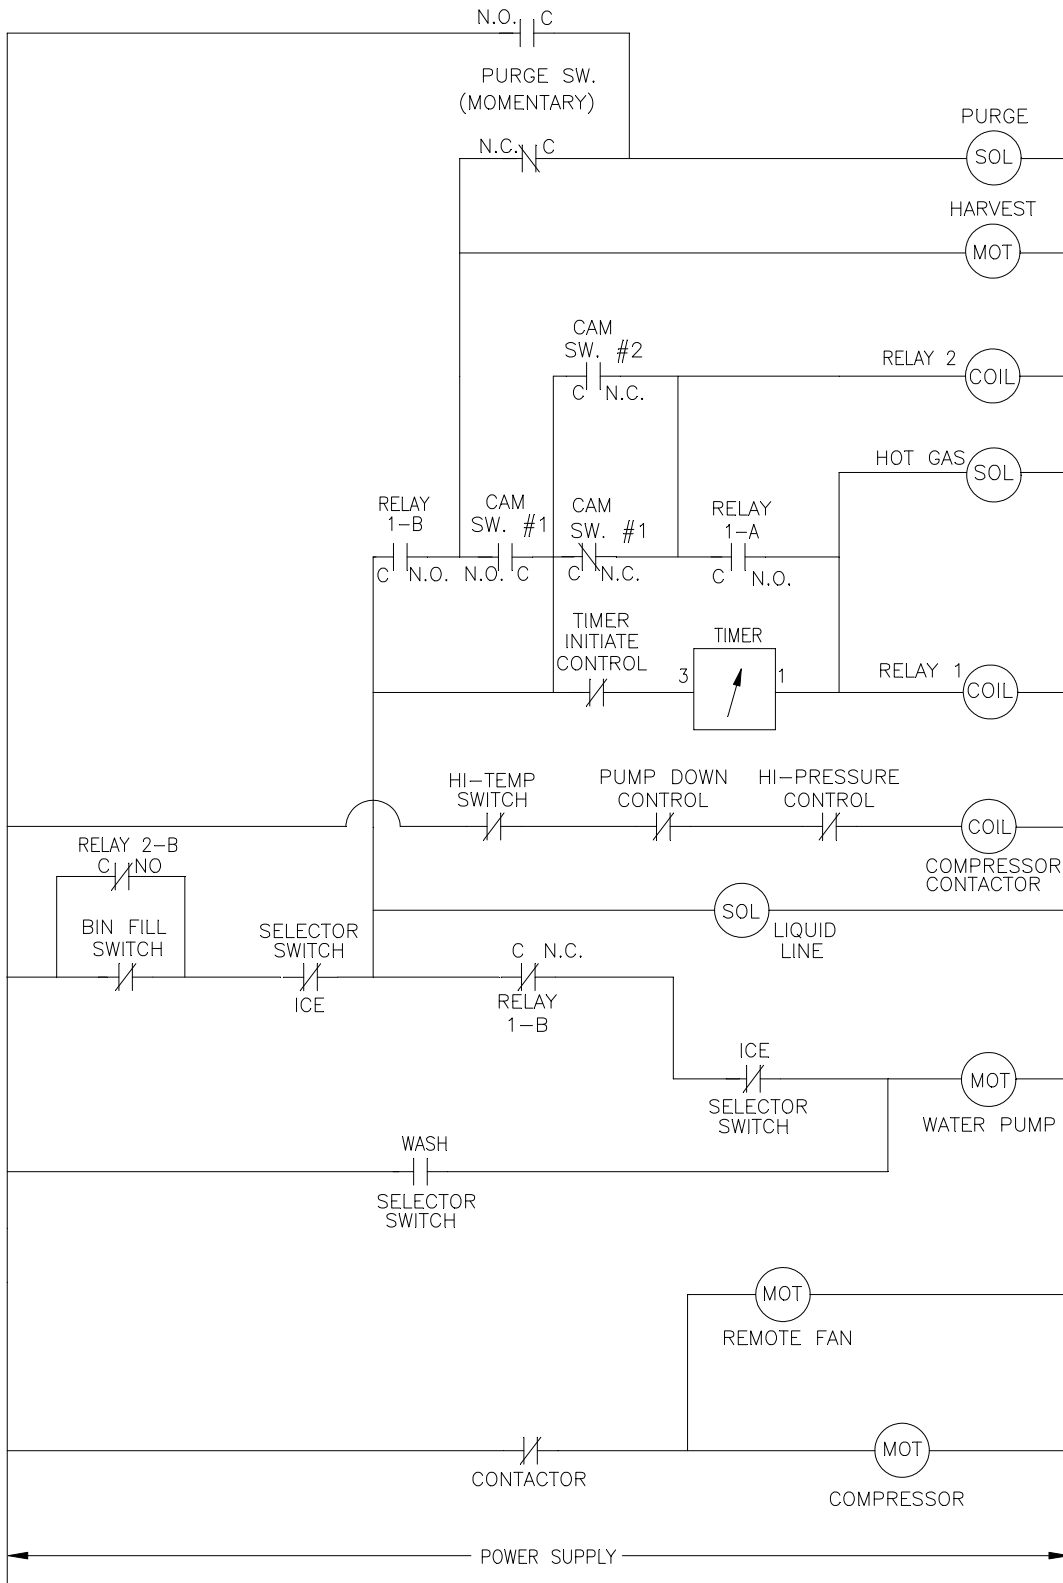 N.O. C
PURGE SW.
(MOMENTARY)
N.C. C
PURGE
SOL
HARVEST
MOT
CAM
SW. #2
C N.C.
RELAY 2
COIL
HOT GAS
SOL
RELAY
1-B
C N.O.
CAM
SW. #1
N.O. C
CAM
SW. #1
C N.C.
RELAY
1-A
C N.O.
TIMER
INITIATE
CONTROL
TIMER
3
1
RELAY 1
COIL
HI-TEMP
SWITCH
PUMP DOWN
CONTROL
HI-PRESSURE
CONTROL
COIL
COMPRESSOR
CONTACTOR
RELAY 2-B
C NO
BIN FILL
SWITCH
SELECTOR
SWITCH
ICE
SOL
LIQUID
LINE
C N.C.
RELAY
1-B
ICE
SELECTOR
SWITCH
MOT
WATER PUMP
WASH
SELECTOR
SWITCH
MOT
REMOTE FAN
CONTACTOR
MOT
COMPRESSOR
POWER SUPPLY